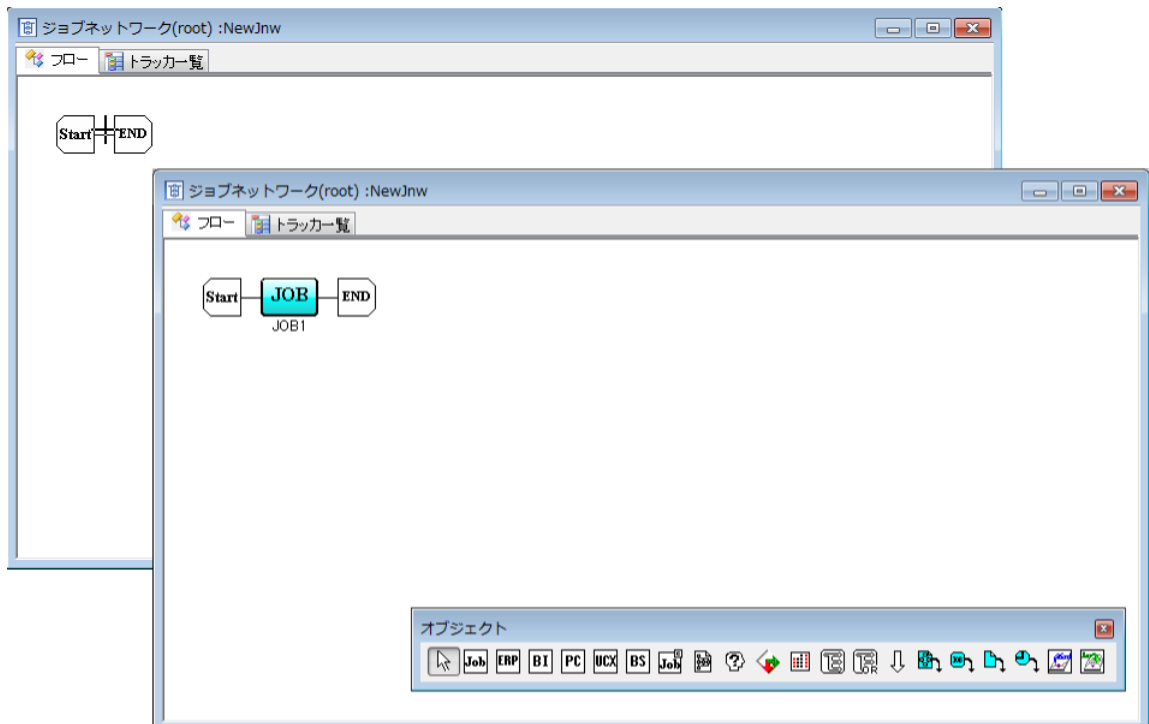 ジョブネットワーク(root) :NewJnw
フロー トラッカ一覧
Start END
ジョブネットワーク(root) :NewJnw
フロー トラッカ一覧
Start JOB END
JOB1
オブジェクト
Job ERP BI PC UCX BS Job
OR